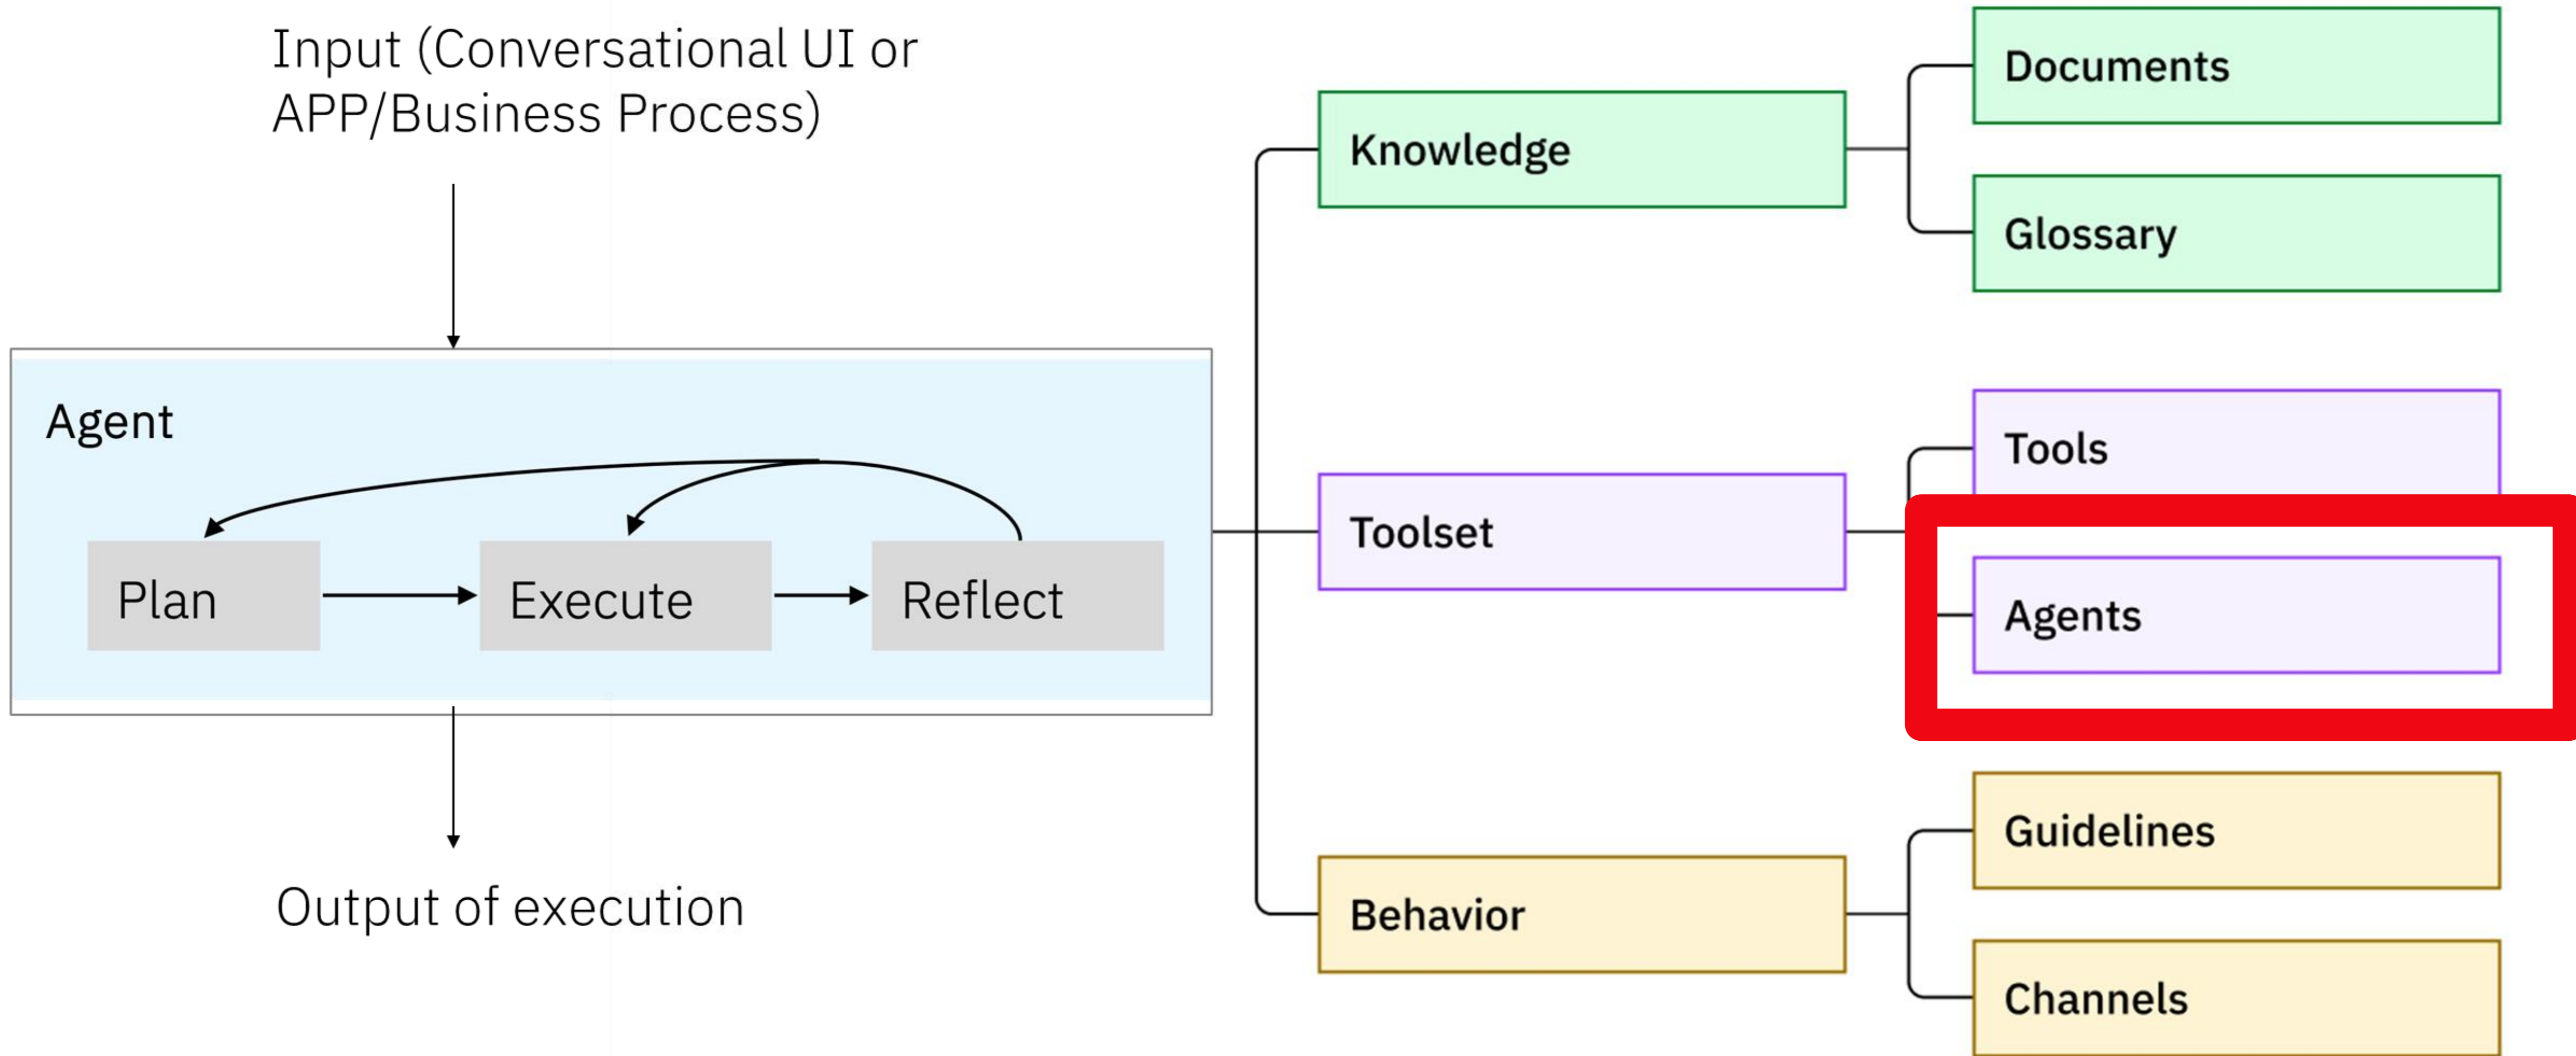 Input (Conversational UI or
APP/Business Process)
Agent
Plan
Execute
Reflect
Output of execution
Knowledge
Documents
Glossary
Toolset
Tools
Agents
Behavior
Guidelines
Channels